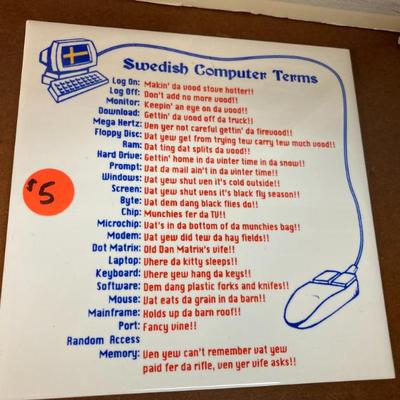 Swedish Computer Terms
Log On: Makin' da vood stove hotter!!
Log Off: Don't add no more vood!!
Monitor: Keepin' an eye on da vood!!
Download: Gettin' da vood off da truck!!
Mega Hertz: Ven yer not careful gettin' da firevood!!
Floppy Disc: Vat yew get from trying tew carry tew much vood!!
Ram: Dat ting dat splits da vood!!
Hard Drive: Gettin' home in da vinter time in da snow!!
Prompt: Vat da mail ain't in da vinter time!!
Windows: Vat yew shut ven it's cold outside!!
Screen: Vat yew shut vens it's black fly season!!
Byte: Vat dem dang black flies do!!
Chip: Munchies fer da TV!!
Microchip: Vat's in da bottom of da munchies bag!!
Modem: Vat yew did tew da hay fields!!
Dot Matrix: Old Dan Matrix's vife!!
Laptop: Vhere da kitty sleeps!!
Keyboard: Vhere yew hang da keys!!
Software: Dem dang plastic forks and knifes!!
Mouse: Vat eats da grain in da barn!!
Mainframe: Holds up da barn roof!!
Port: Fancy vine!!
Random Access
Memory: Ven yew can't remember vat yew
paid fer da rifle, ven yer vife asks!!
$5